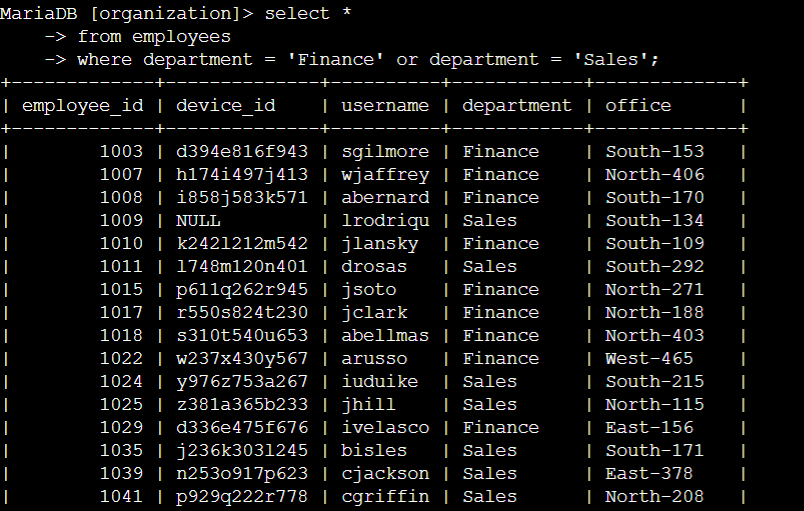 MariaDB [organization]> select *
    -> from employees
    -> where department = 'Finance' or department = 'Sales';
+-------------+--------------+----------+------------+-------------+
| employee_id | device_id    | username | department | office      |
+-------------+--------------+----------+------------+-------------+
|        1003 | d394e816f943 | sgilmore | Finance    | South-153   |
|        1007 | h174i497j413 | wjaffrey | Finance    | North-406   |
|        1008 | i858j583k571 | abernard | Finance    | South-170   |
|        1009 | NULL         | lrodriqu | Sales      | South-134   |
|        1010 | k242l212m542 | jlansky  | Finance    | South-109   |
|        1011 | l748m120n401 | drosas   | Sales      | South-292   |
|        1015 | p611q262r945 | jsoto    | Finance    | North-271   |
|        1017 | r550s824t230 | jclark   | Finance    | North-188   |
|        1018 | s310t540u653 | abellmas | Finance    | North-403   |
|        1022 | w237x430y567 | arusso   | Finance    | West-465    |
|        1024 | y976z753a267 | iuduike  | Sales      | South-215   |
|        1025 | z381a365b233 | jhill    | Sales      | North-115   |
|        1029 | d336e475f676 | ivelasco | Finance    | East-156    |
|        1035 | j236k303l245 | bisles   | Sales      | South-171   |
|        1039 | n253o917p623 | cjackson | Sales      | East-378    |
|        1041 | p929q222r778 | cgriffin | Sales      | North-208   |